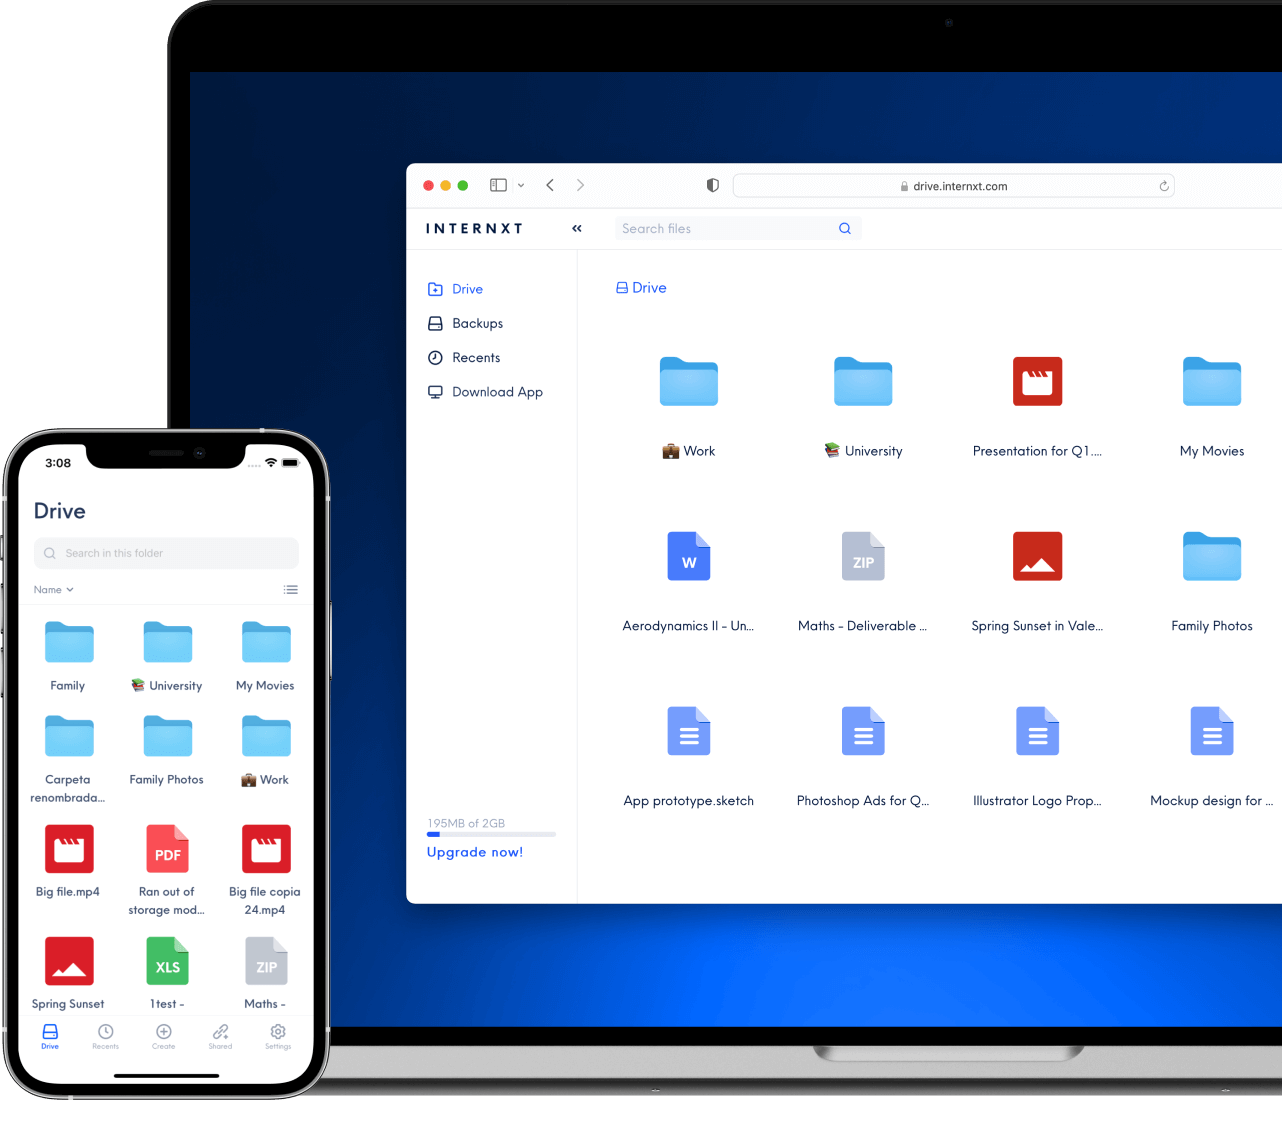 drive.internxt.com
INTERNXT
«
Search files
Drive
Backups
Recents
Download App
195MB of 2GB
Upgrade now!
Drive
💼 Work
📚 University
Presentation for Q1....
My Movies
W
ZIP
Aerodynamics II - Un...
Maths - Deliverable ...
Spring Sunset in Vale...
Family Photos
App prototype.sketch
Photoshop Ads for Q...
Illustrator Logo Prop...
Mockup design for ...
3:08
Drive
Search in this folder
Name
Family
📚 University
My Movies
Carpeta
renombrada...
Family Photos
💼 Work
PDF
Big file.mp4
Ran out of
storage mod...
Big file copia
24.mp4
XLS
ZIP
Spring Sunset
1test -
Maths -
Drive
Recents
Create
Shared
Settings